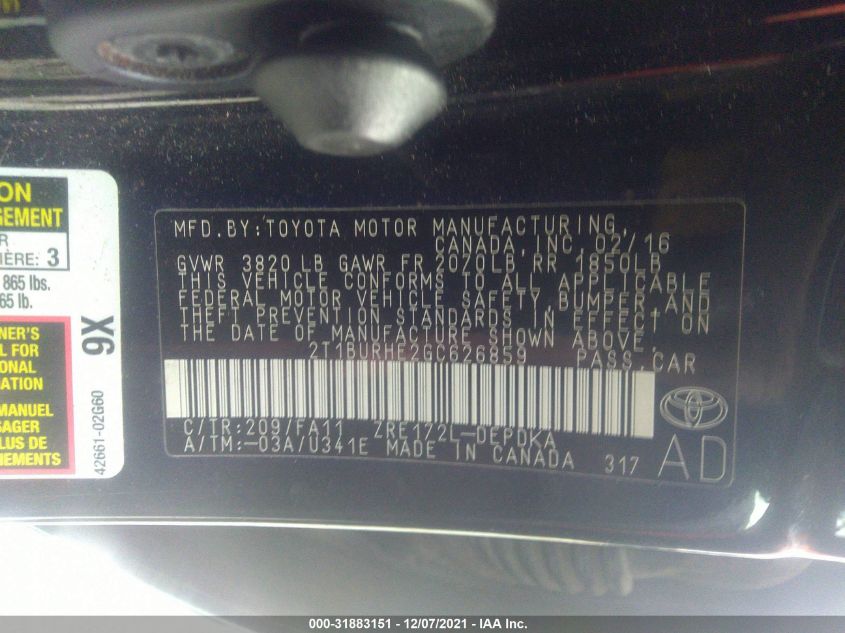 ON
GEMENT
R
IÈRE: 3
865 lbs.
65 lb.
NER'S
L FOR
ONAL
ATION
MANUEL
LUS DE
EMENTS
9X
42661-02G60
MFD.BY:TOYOTA MOTOR MANUFACTURING,
CANADA,INC,02/16
GVWR 3820 LB GAWR FR 2070LB RR 1850LB
THIS VEHICLE CONFORMS TO ALL APPLICABLE
FEDERAL MOTOR VEHICLE SAFETY,BUMPER,AND
THEFT PREVENTION STANDARDS IN EFFECT ON
THE DATE OF MANUFACTURE SHOWN ABOVE.
2T1BURHE2GC626859 PASS.CAR
C/TR:209/FA11 ZRE172L-DEPDKA
A/TM:-03A/U341E MADE IN CANADA 317
AD
000-31883151 - 12/07/2021 - IAA Inc.